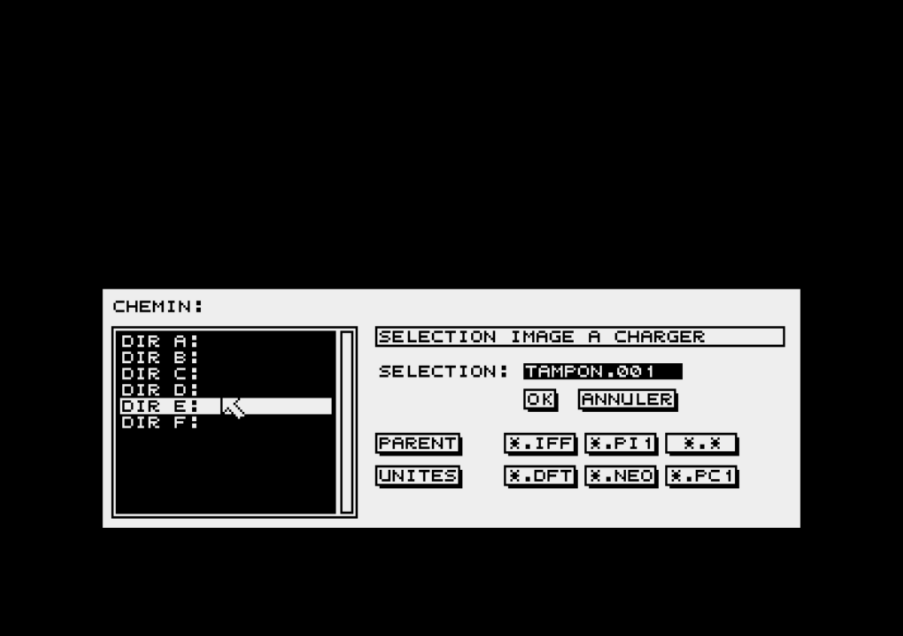 CHEMIN:
DIR A:
DIR B:
DIR C:
DIR D:
DIR E:
DIR F:
SELECTION IMAGE A CHARGER
SELECTION: TAMPON.001
OK ANNULER
PARENT *.IFF *.PI1 *.*
UNITES *.DFT *.NEO *.PC1